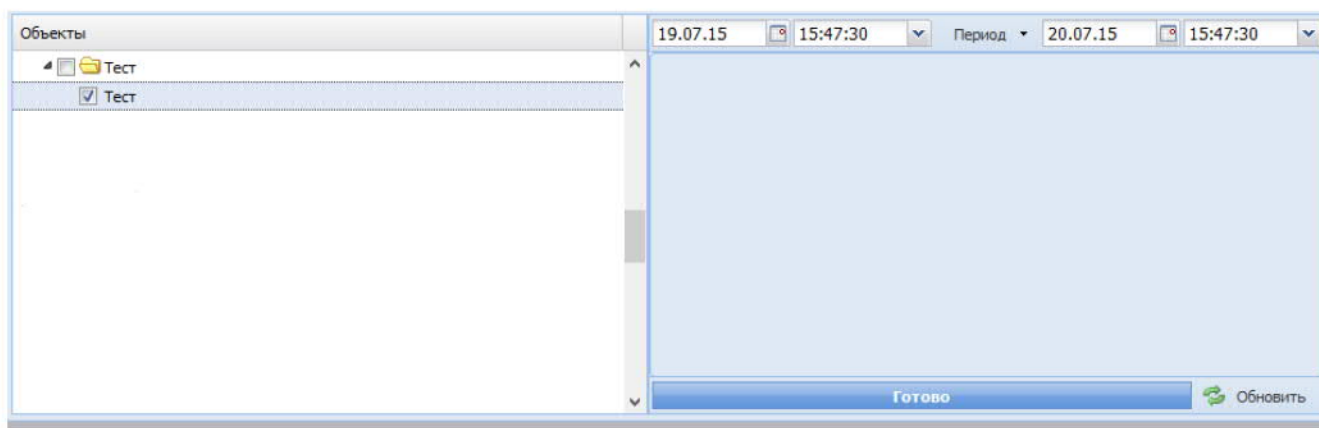 Объекты
Тест
Тест
19.07.15 15:47:30 Период 20.07.15 15:47:30
Готово Обновить